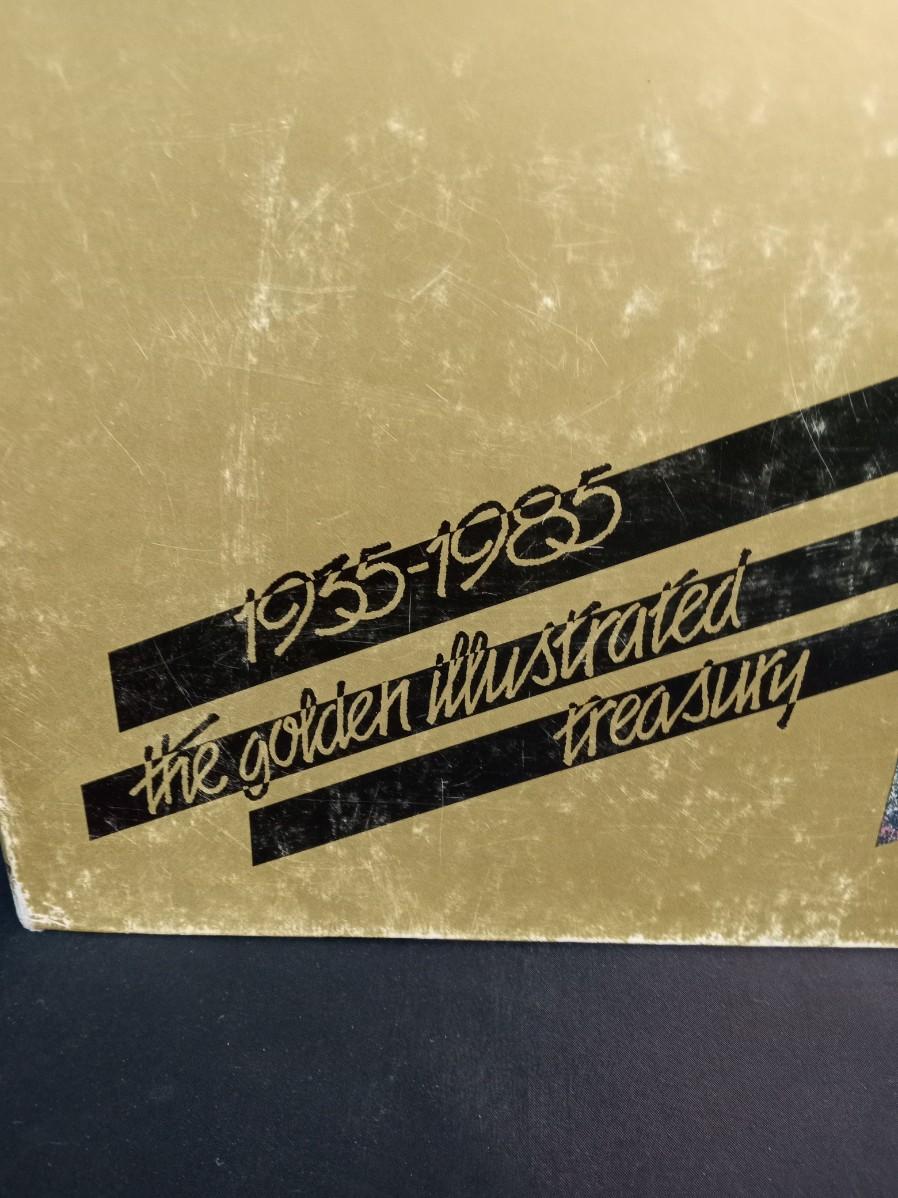 1935-1985
the golden illustrated
treasury